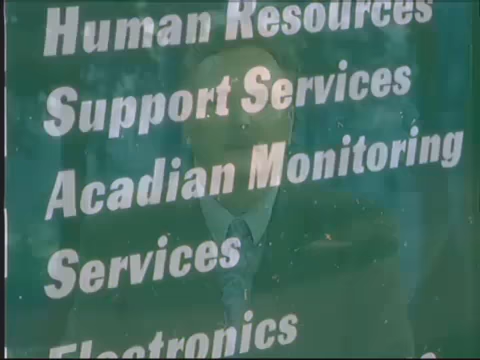 Human Resources
Support Services
Acadian Monitoring
Services
Electronics